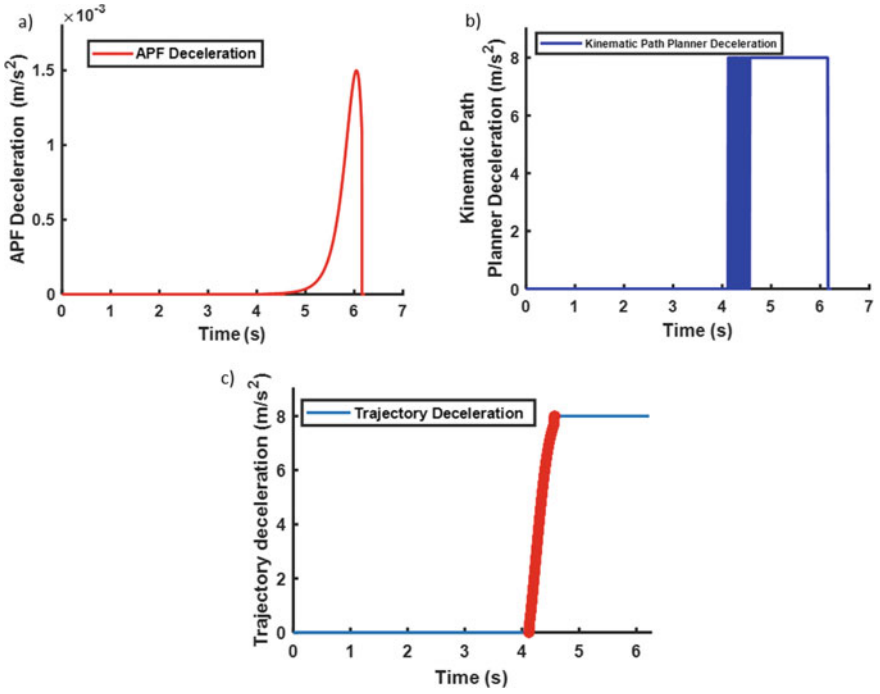 a)
×10⁻³
APF Deceleration
APF Deceleration (m/s²)
1.5
1
0.5
0
0 1 2 3 4 5 6 7
Time (s)
b)
Kinematic Path Planner Deceleration
Kinematic Path
Planner Deceleration (m/s²)
8
6
4
2
0
0 1 2 3 4 5 6 7
Time (s)
c)
Trajectory Deceleration
Trajectory deceleration (m/s²)
8
6
4
2
0
0 1 2 3 4 5 6
Time (s)